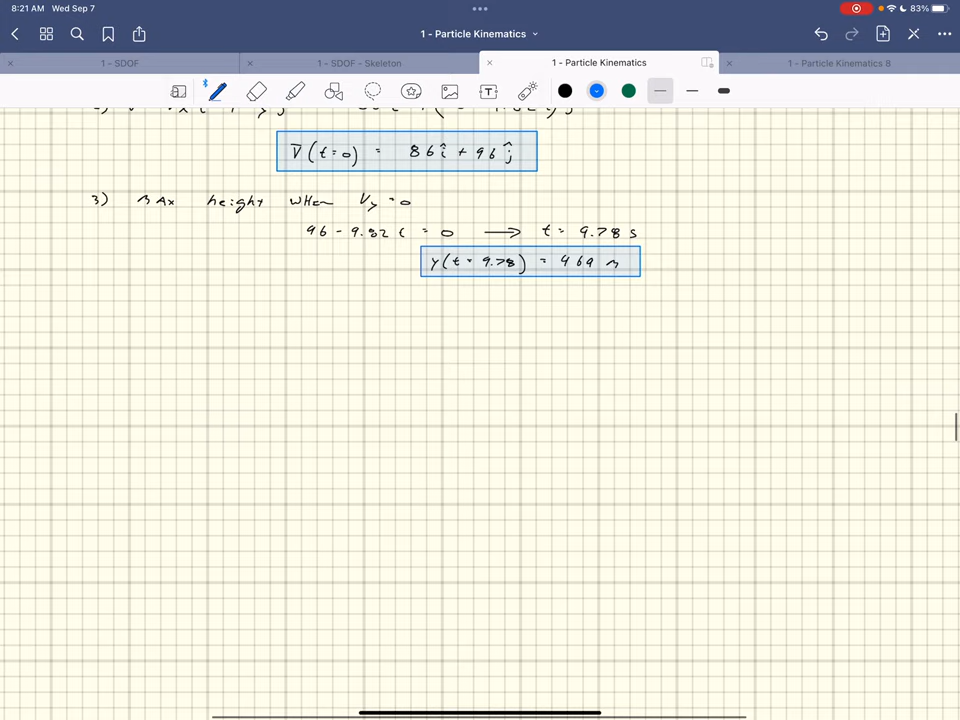 8:21 AM Wed Sep 7
83%
1 - Particle Kinematics
1 - SDOF
1 - SDOF - Skeleton
1 - Particle Kinematics
1 - Particle Kinematics 8
V̄(t=0) = 86î + 96ĵ
3) MAx height wHen Vy = 0
96 - 9.82t = 0 → t = 9.78 s
y(t = 9.78) = 469 m